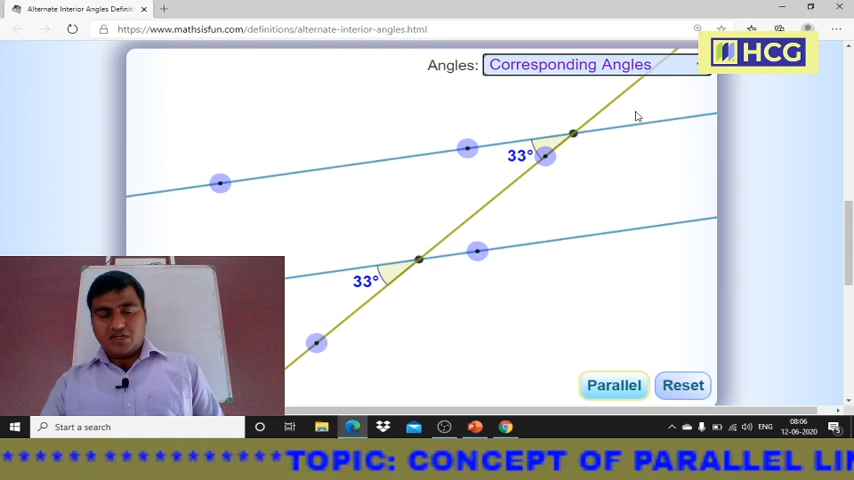 Alternate Interior Angles Definit
https://www.mathsisfun.com/definitions/alternate-interior-angles.html
HCG
Angles: Corresponding Angles
33°
33°
Parallel
Reset
Start a search
ENG
08:06
12-06-2020
TOPIC: CONCEPT OF PARALLEL LIN